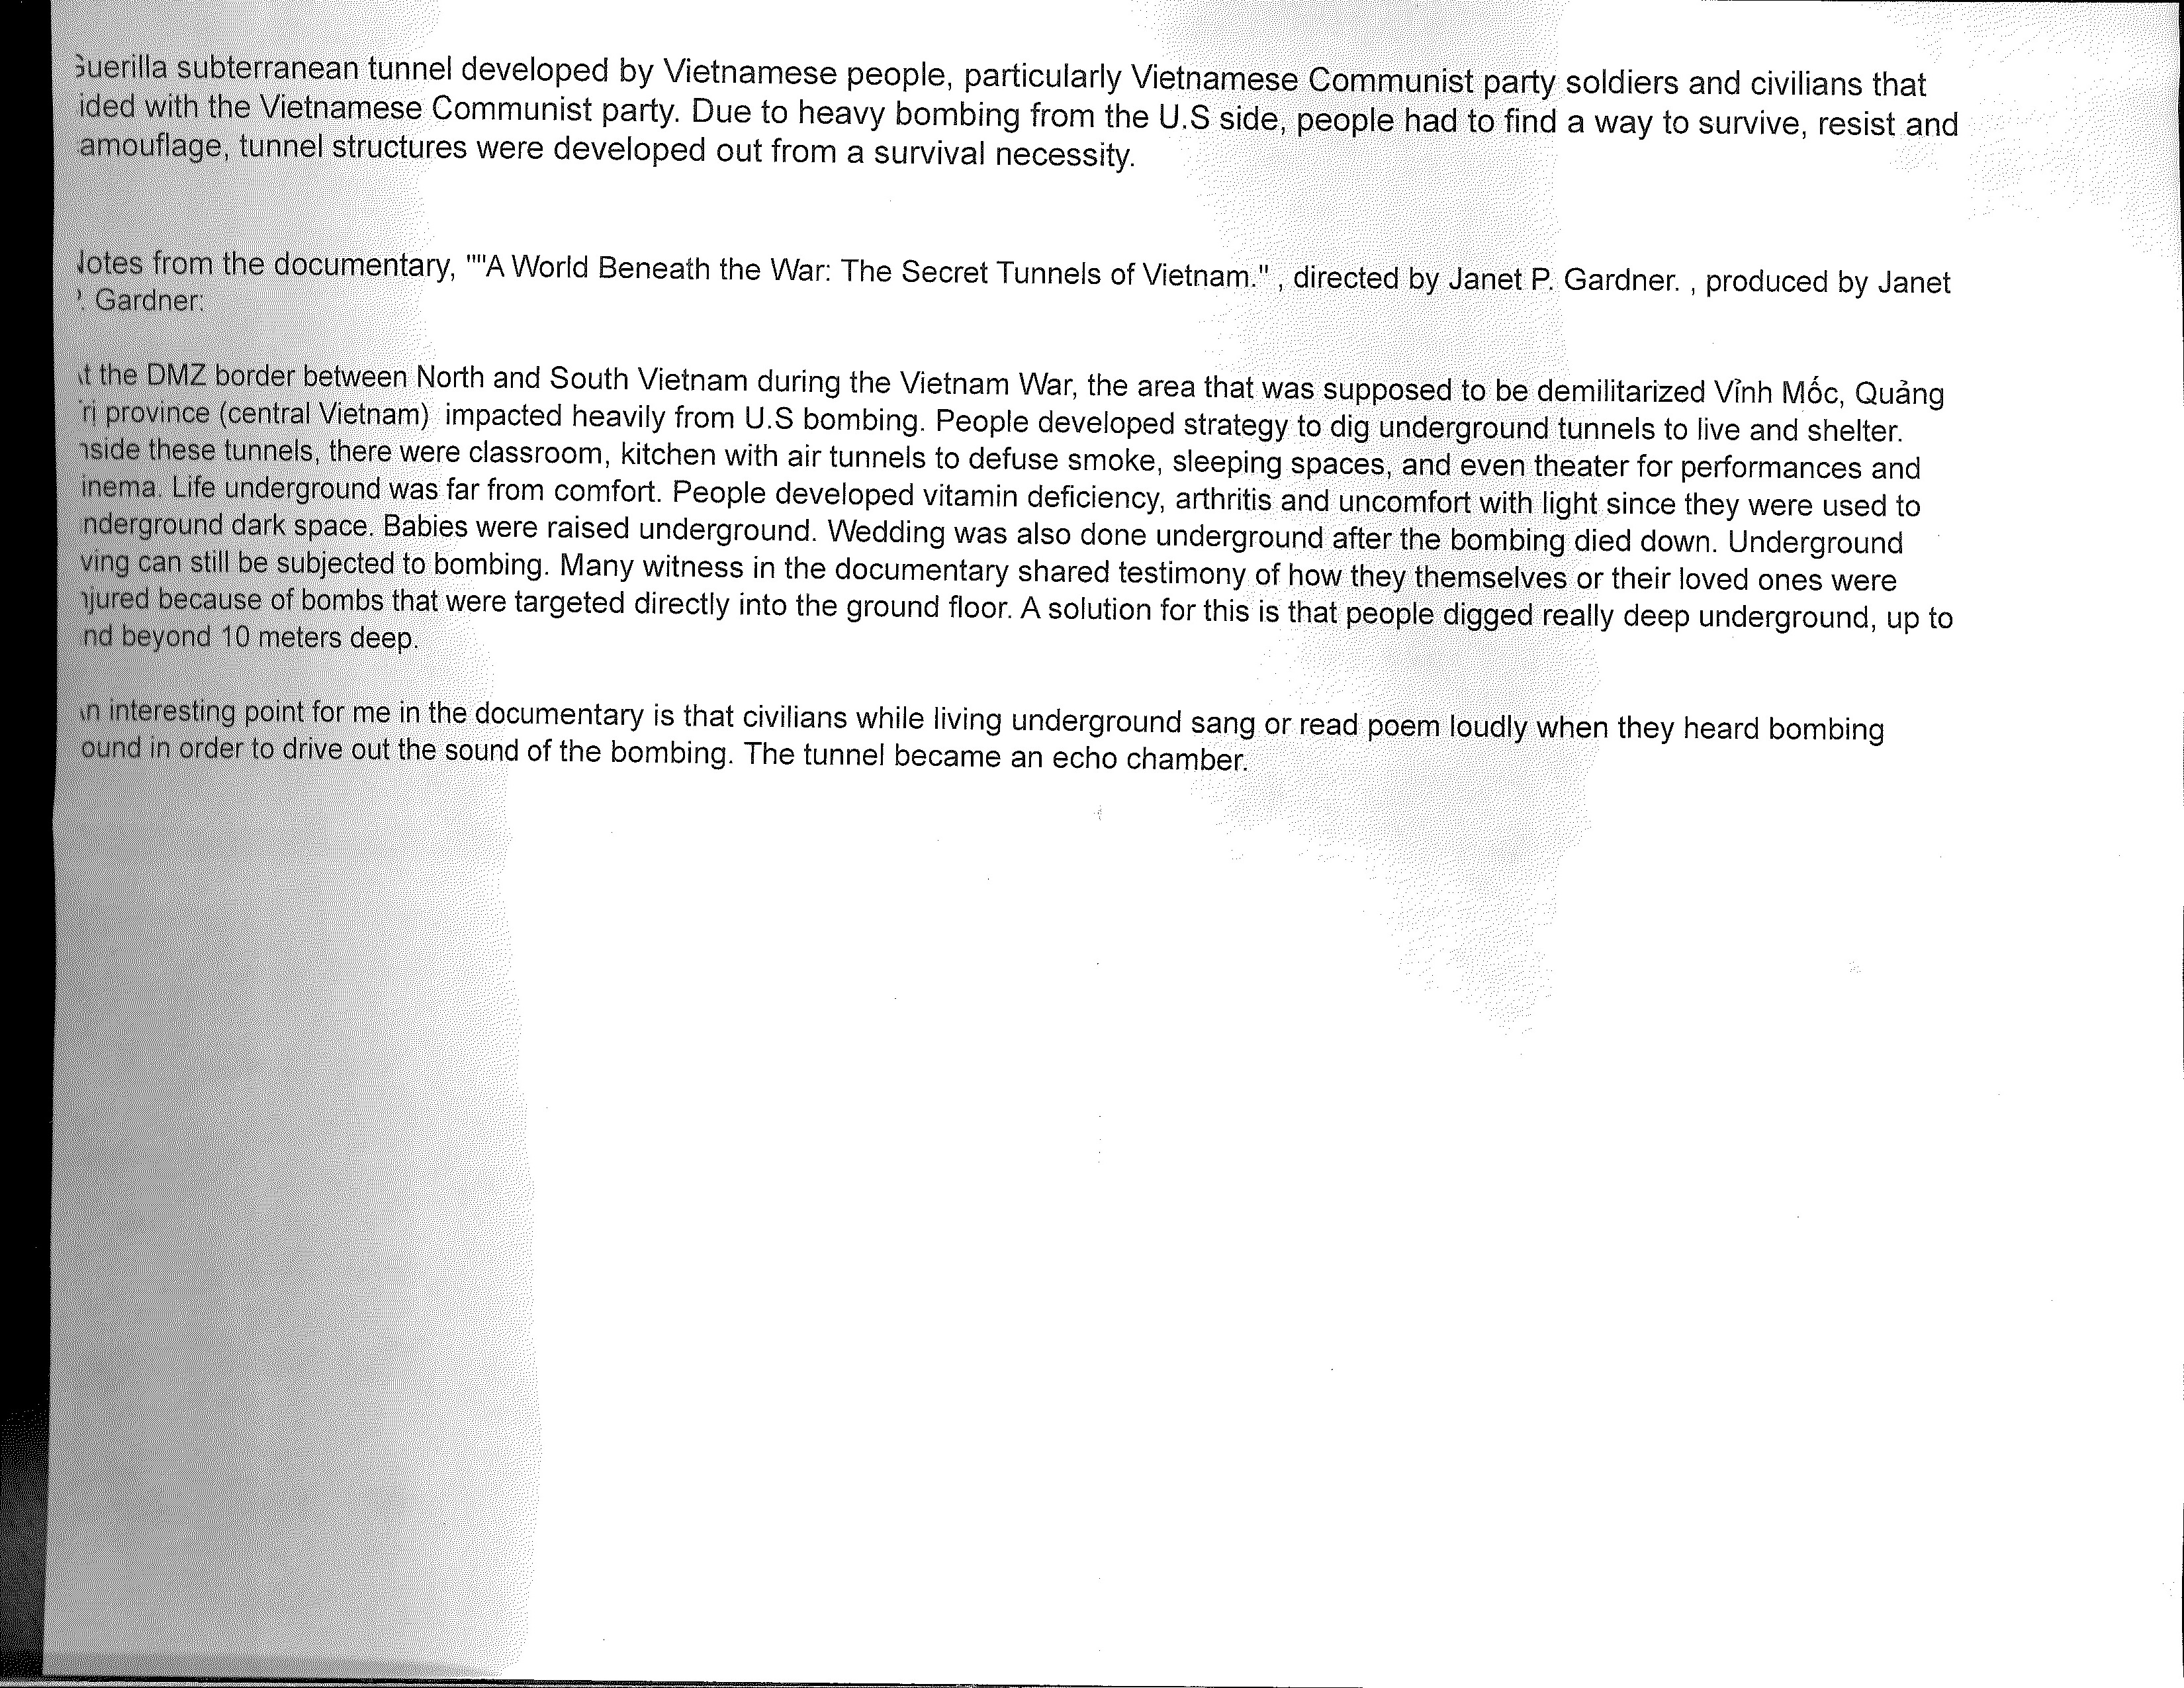 Guerilla subterranean tunnel developed by Vietnamese people, particularly Vietnamese Communist party soldiers and civilians that
ided with the Vietnamese Communist party. Due to heavy bombing from the U.S side, people had to find a way to survive, resist and
amouflage, tunnel structures were developed out from a survival necessity.
Notes from the documentary, ""A World Beneath the War: The Secret Tunnels of Vietnam." , directed by Janet P. Gardner. , produced by Janet
P. Gardner:
At the DMZ border between North and South Vietnam during the Vietnam War, the area that was supposed to be demilitarized Vĩnh Mốc, Quảng
ri province (central Vietnam) impacted heavily from U.S bombing. People developed strategy to dig underground tunnels to live and shelter.
nside these tunnels, there were classroom, kitchen with air tunnels to defuse smoke, sleeping spaces, and even theater for performances and
inema. Life underground was far from comfort. People developed vitamin deficiency, arthritis and uncomfort with light since they were used to
nderground dark space. Babies were raised underground. Wedding was also done underground after the bombing died down. Underground
ving can still be subjected to bombing. Many witness in the documentary shared testimony of how they themselves or their loved ones were
njured because of bombs that were targeted directly into the ground floor. A solution for this is that people digged really deep underground, up to
nd beyond 10 meters deep.
An interesting point for me in the documentary is that civilians while living underground sang or read poem loudly when they heard bombing
ound in order to drive out the sound of the bombing. The tunnel became an echo chamber.